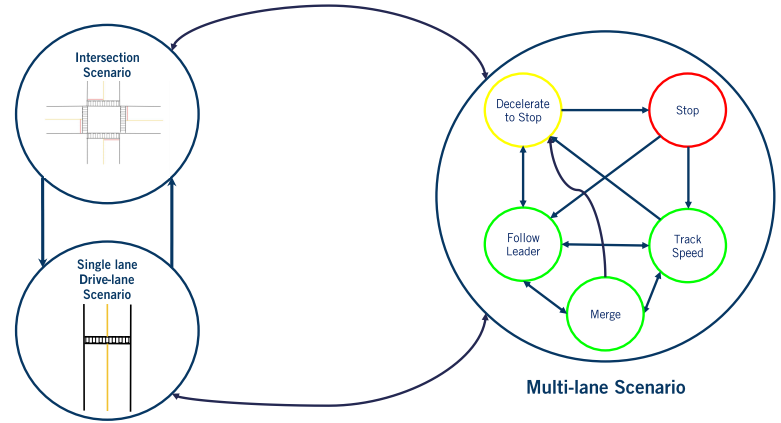 Intersection
Scenario
Single lane
Drive-lane
Scenario
Decelerate
to Stop
Stop
Follow
Leader
Track
Speed
Merge
Multi-lane Scenario